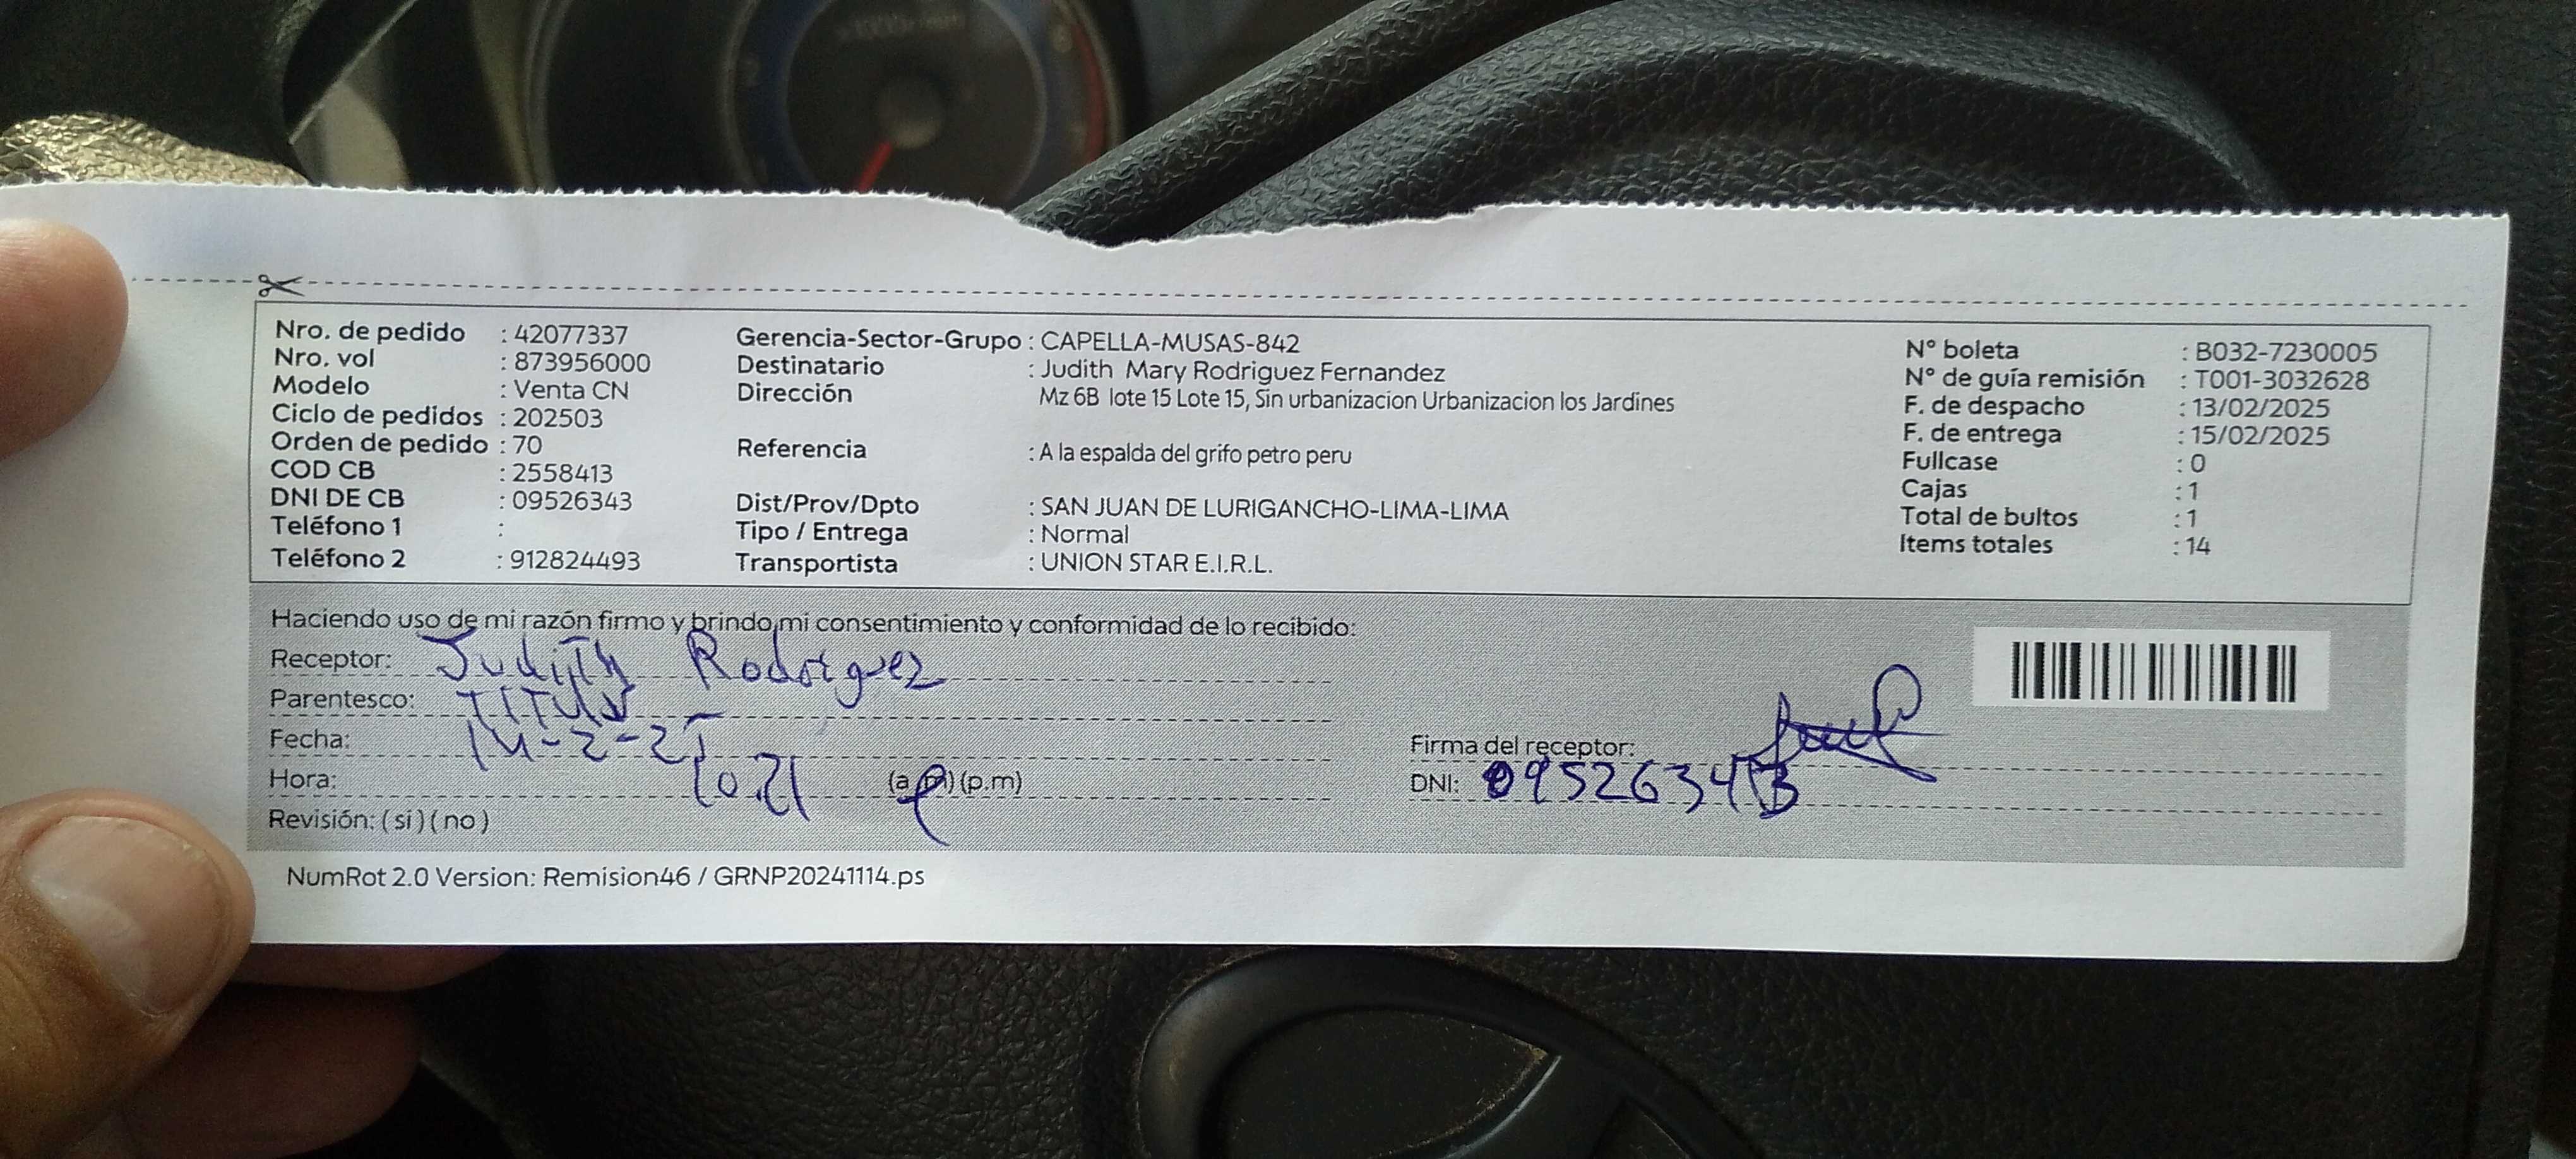 Nro. de pedido : 42077337
Nro. vol : 873956000
Modelo : Venta CN
Ciclo de pedidos : 202503
Orden de pedido : 70
COD CB : 2558413
DNI DE CB : 09526343
Teléfono 1 :
Teléfono 2 : 912824493
Gerencia-Sector-Grupo : CAPELLA-MUSAS-842
Destinatario : Judith Mary Rodriguez Fernandez
Dirección Mz 6B lote 15 Lote 15, Sin urbanizacion Urbanizacion los Jardines
Referencia : A la espalda del grifo petro peru
Dist/Prov/Dpto : SAN JUAN DE LURIGANCHO-LIMA-LIMA
Tipo / Entrega : Normal
Transportista : UNION STAR E.I.R.L.
N° boleta : B032-7230005
N° de guía remisión : T001-3032628
F. de despacho : 13/02/2025
F. de entrega : 15/02/2025
Fullcase : 0
Cajas : 1
Total de bultos : 1
Items totales : 14
Haciendo uso de mi razón firmo y brindo mi consentimiento y conformidad de lo recibido:
Receptor: Judith Rodriguez
Parentesco:
Fecha: 14-2-25
Hora: 10.21 (a.m) (p.m)
Revisión: (si) (no)
Firma del receptor:
DNI: 09526343
NumRot 2.0 Version: Remision46 / GRNP20241114.ps